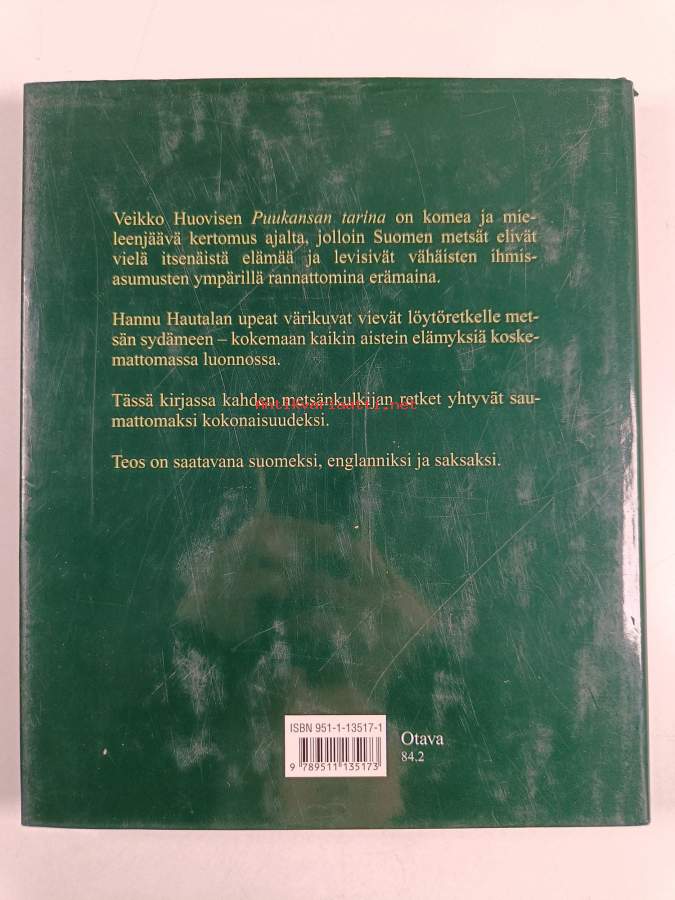 Veikko Huovisen Puukansan tarina on komea ja mie-
leenjäävä kertomus ajalta, jolloin Suomen metsät elivät
vielä itsenäistä elämää ja levisivät vähäisten ihmis-
asumusten ympärillä rannattomina erämaina.
Hannu Hautalan upeat värikuvat vievät löytöretkelle met-
sän sydämeen – kokemaan kaikin aistein elämyksiä koske-
mattomassa luonnossa.
Tässä kirjassa kahden metsänkulkijan retket yhtyvät sau-
mattomaksi kokonaisuudeksi.
Antikvariaatti.net
Teos on saatavana suomeksi, englanniksi ja saksaksi.
ISBN 951-1-13517-1
9 789511 135173
Otava
84.2